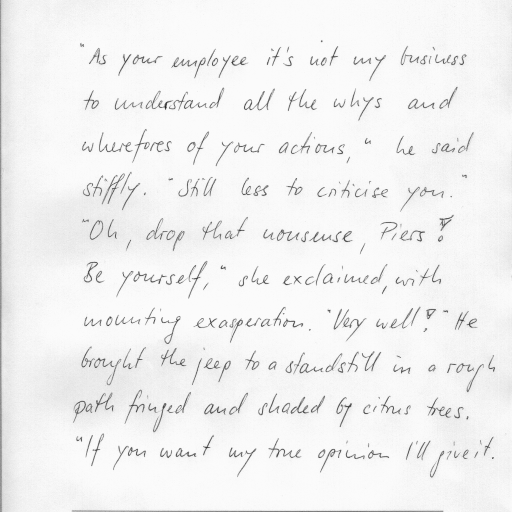 "As your employee it's not my business
to understand all the whys and
wherefores of your actions," he said
stiffly. "Still less to criticise you."
"Oh, drop that nonsense, Piers!
Be yourself," she exclaimed, with
mounting exasperation. "Very well!" He
brought the jeep to a standstill in a rough
path fringed and shaded by citrus trees.
"If you want my true opinion I'll give it.